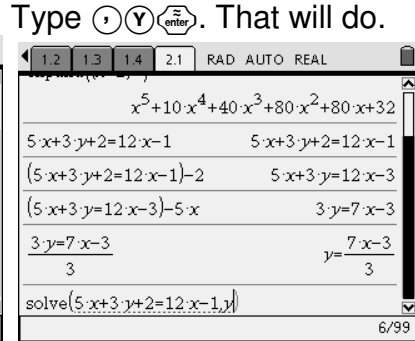 Type , Y enter. That will do.
1.2 1.3 1.4 2.1 RAD AUTO REAL
x^5+10·x^4+40·x^3+80·x^2+80·x+32
5·x+3·y+2=12·x−1 5·x+3·y+2=12·x−1
(5·x+3·y+2=12·x−1)−2 5·x+3·y=12·x−3
(5·x+3·y=12·x−3)−5·x 3·y=7·x−3
3·y=7·x−3
3
y=7·x−3
3
solve(5·x+3·y+2=12·x−1,y)
6/99